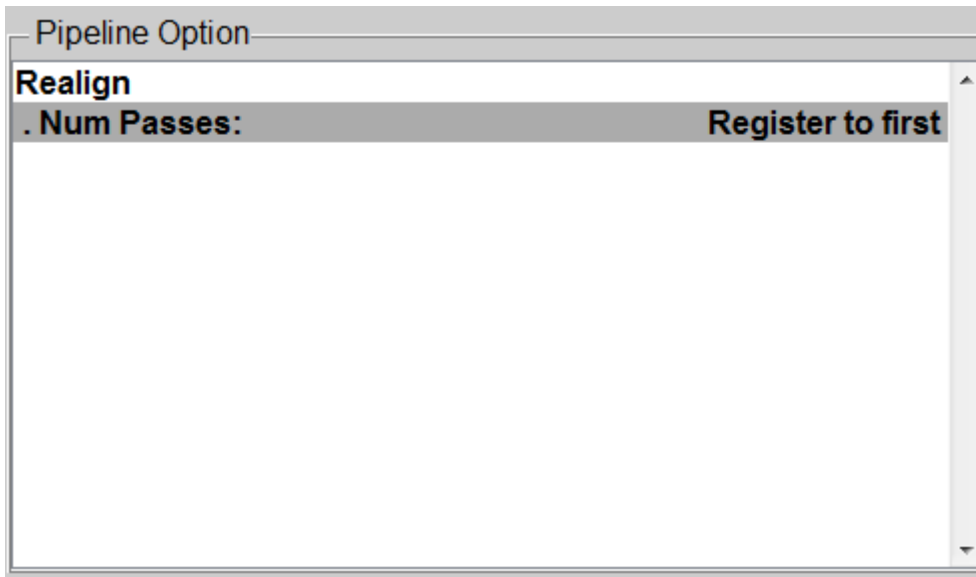 Pipeline Option
Realign
. Num Passes: Register to first